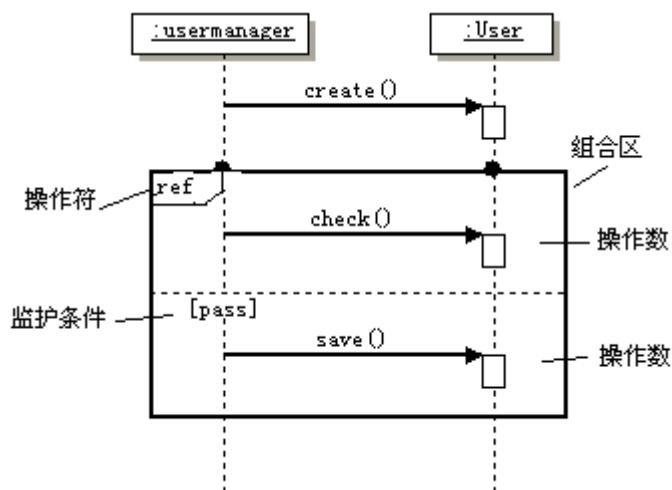 :usermanager
:User
create()
组合区
ref
操作符
check()
操作数
监护条件
[pass]
save()
操作数